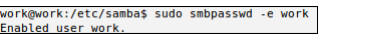 work@work:/etc/samba$ sudo smbpasswd -e work
Enabled user work.